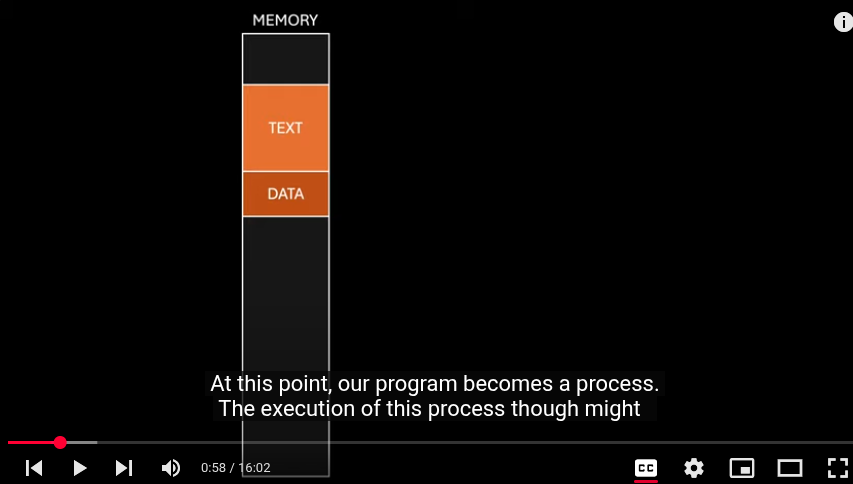 MEMORY
TEXT
DATA
At this point, our program becomes a process.
The execution of this process though might
0:58 / 16:02
CC
i